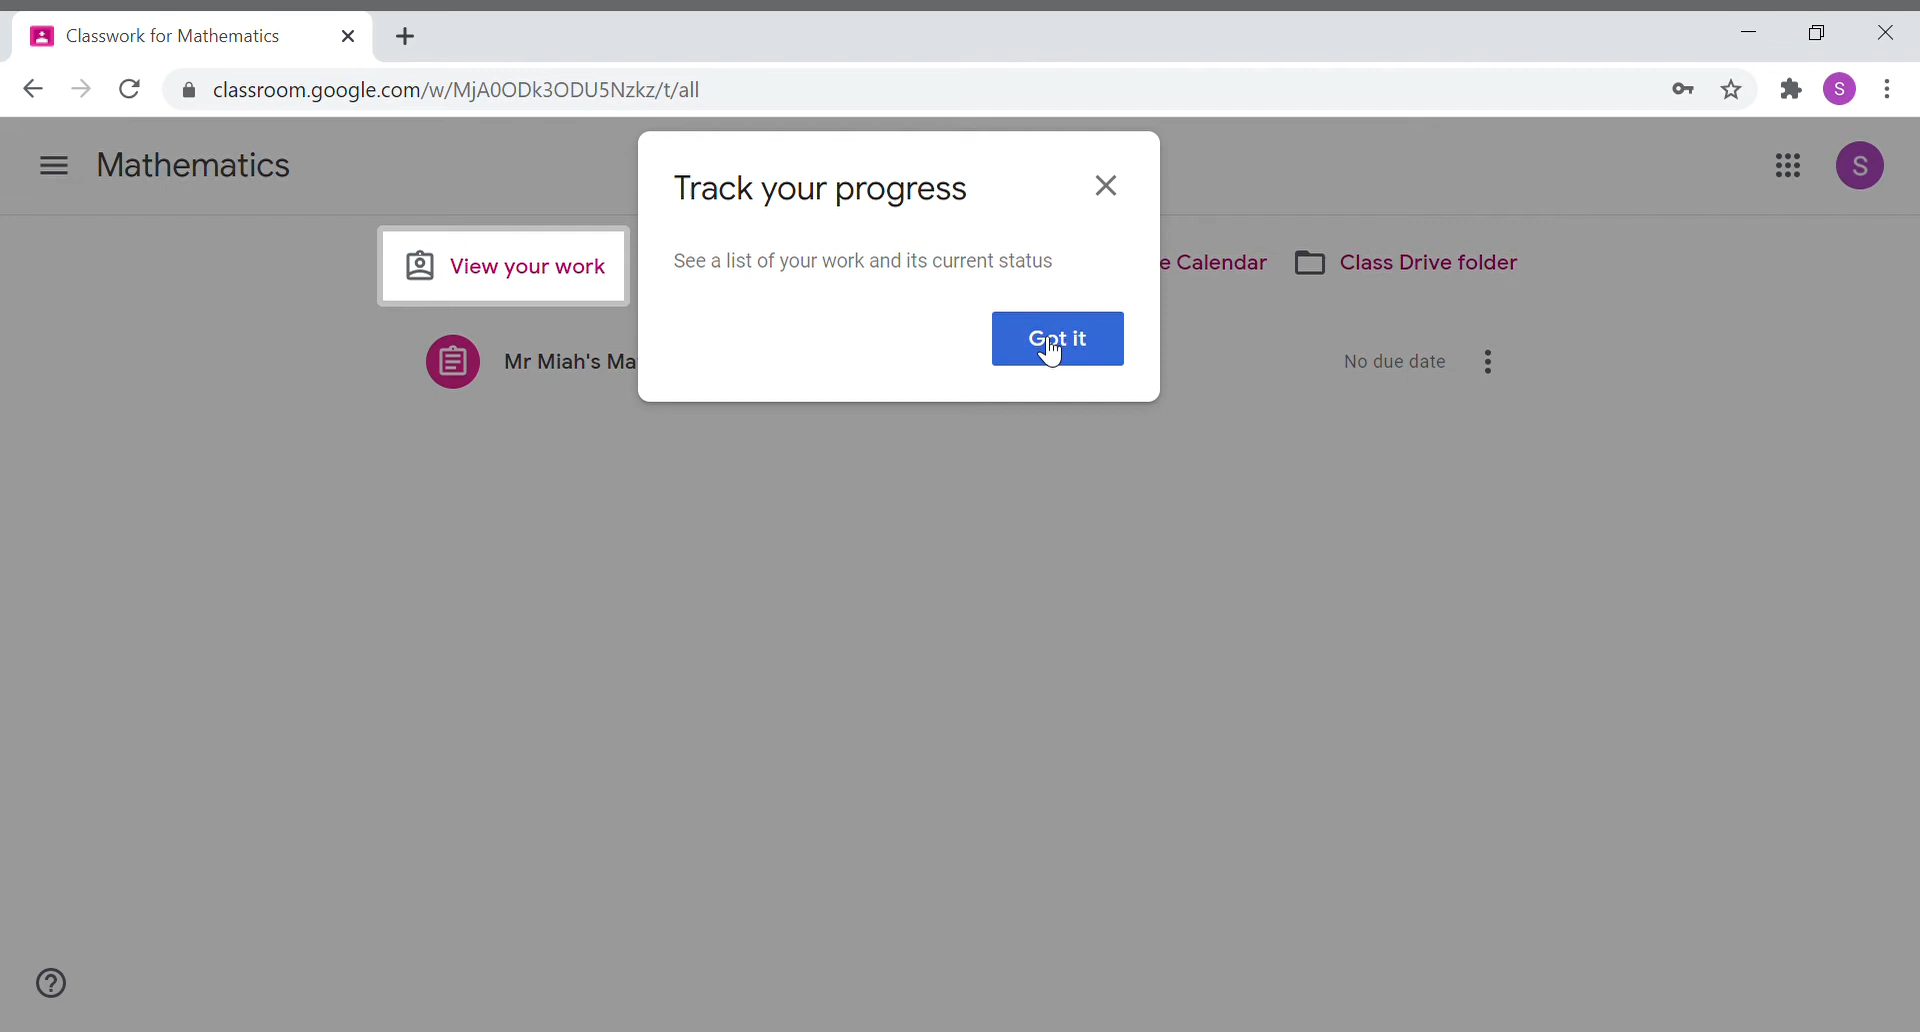 Classwork for Mathematics
classroom.google.com/w/MjA0ODk3ODU5Nzkz/t/all
S
Mathematics
S
Track your progress
View your work
See a list of your work and its current status
e Calendar
Class Drive folder
Got it
Mr Miah's Ma
No due date